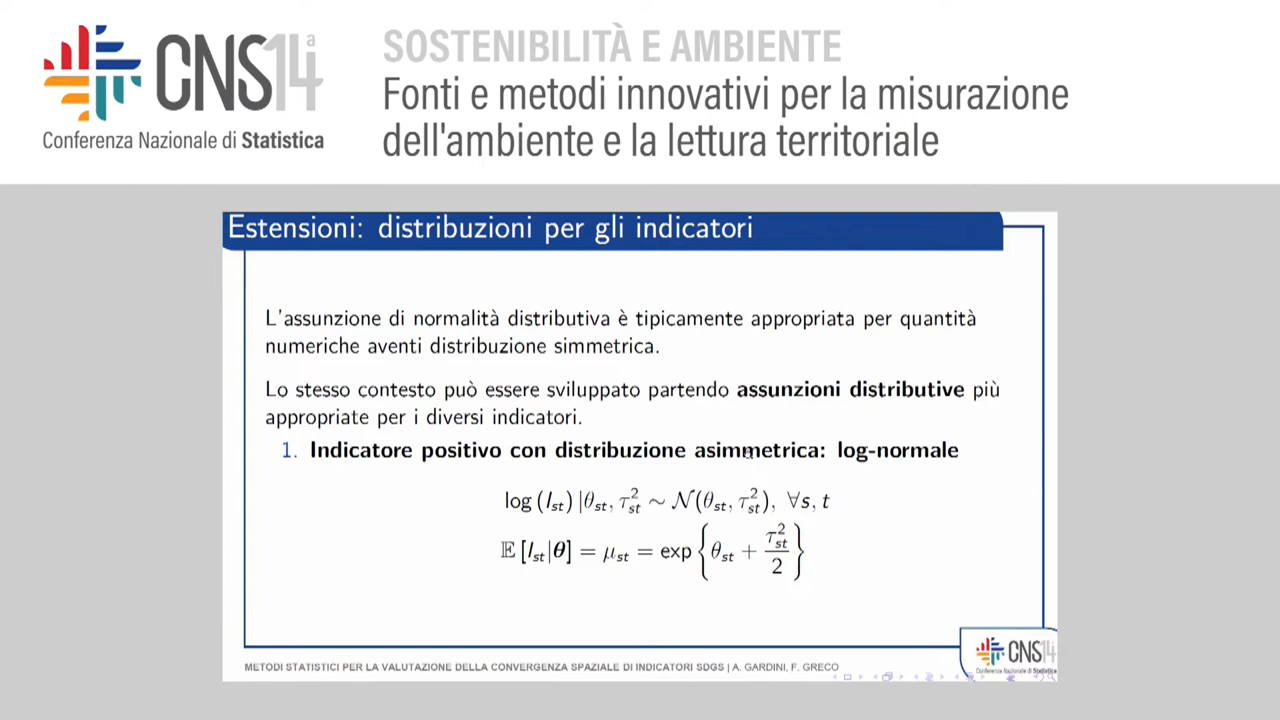 CNS14ª
Conferenza Nazionale di Statistica
SOSTENIBILITÀ E AMBIENTE
Fonti e metodi innovativi per la misurazione
dell'ambiente e la lettura territoriale
Estensioni: distribuzioni per gli indicatori
L'assunzione di normalità distributiva è tipicamente appropriata per quantità
numeriche aventi distribuzione simmetrica.
Lo stesso contesto può essere sviluppato partendo assunzioni distributive più
appropriate per i diversi indicatori.
1. Indicatore positivo con distribuzione asimmetrica: log-normale
log (I_st) |θ_st, τ²_st ∼ 𝒩(θ_st, τ²_st), ∀s, t
𝔼 [I_st|θ] = μ_st = exp {θ_st + τ²_st / 2}
METODI STATISTICI PER LA VALUTAZIONE DELLA CONVERGENZA SPAZIALE DI INDICATORI SDGS | A. GARDINI, F. GRECO
CNS14
Conferenza Nazionale di Statistica